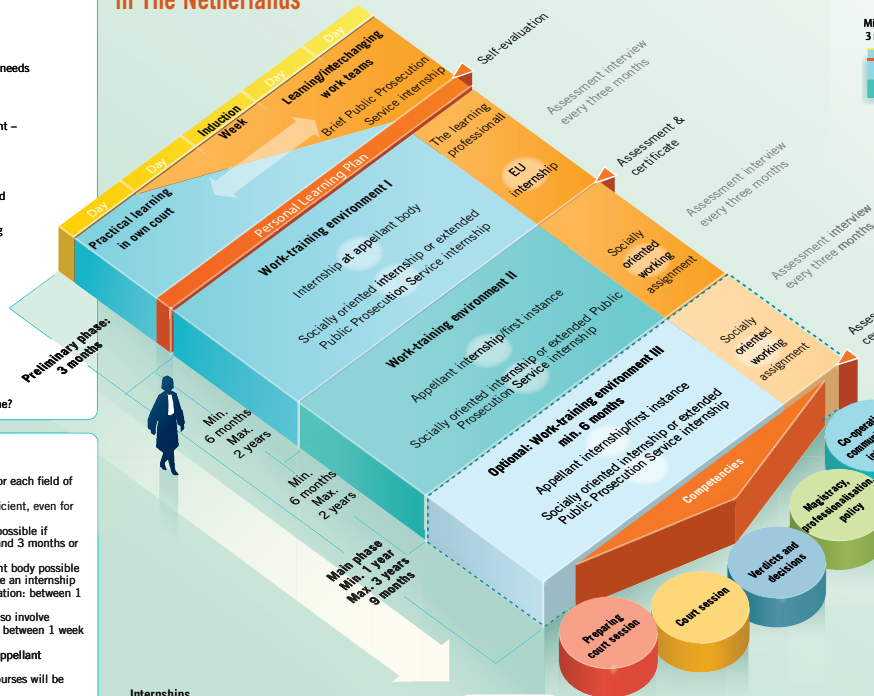 in The Netherlands
needs
nt –
d
g
ne?
or each field of
icient, even for
possible if
and 3 months or
nt body possible
e an internship
ation: between 1
so involve
between 1 week
ppellant
ourses will be
Day
Day
Induction
Week
Day
Day
Learning/interchanging
work teams
Brief Public Prosecution
Service internship
Practical learning
in own court
Personal Learning Plan
Self-evaluation
The learning
professional!
EU
internship
Assessment interview
every three months
Assessment &
certificate
Work-training environment I
Internship at appellant body
Socially oriented internship or extended
Public Prosecution Service internship
Socially
oriented
working
assignment
Assessment interview
every three months
Work-training environment II
Appellant internship/first instance
Socially oriented internship or extended Public
Prosecution Service internship
Socially
oriented
working
assignment
Assessment interview
every three months
Optional: Work-training environment III
min. 6 months
Appellant internship/first instance
Socially oriented internship or extended
Public Prosecution Service internship
Competencies
Preliminary phase:
3 months
Min.
6 months
Max.
2 years
Min.
6 months
Max.
2 years
Main phase
Min. 1 year
Max. 3 years
9 months
Preparing
court session
Court session
Verdicts and
decisions
Magistracy,
professionalisation,
policy
Internships